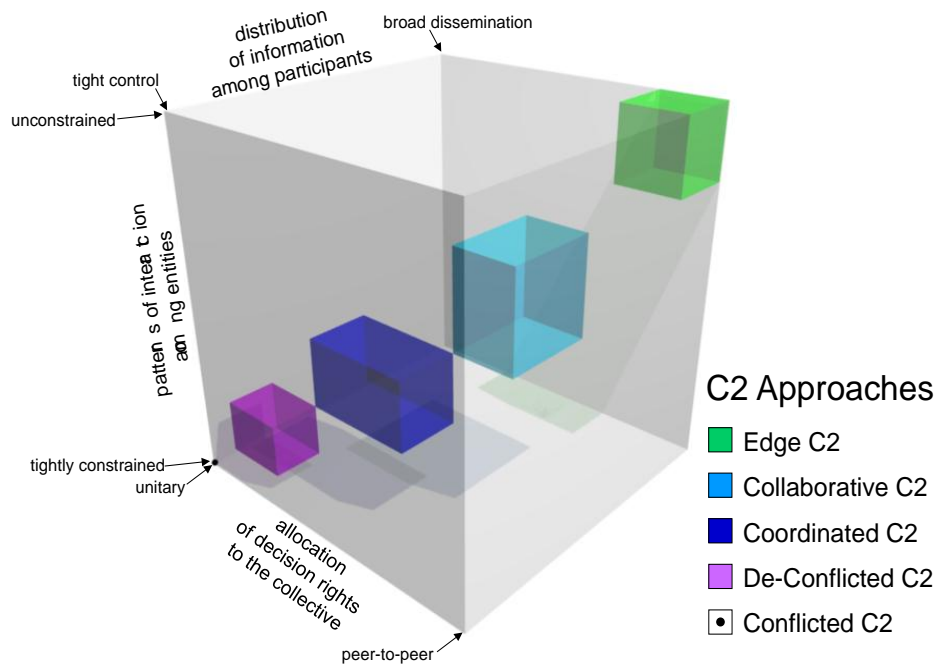 distribution
of information
among participants
broad dissemination
tight control
unconstrained
patterns of interaction
among entities
tightly constrained
unitary
allocation
of decision rights
to the collective
peer-to-peer
C2 Approaches
Edge C2
Collaborative C2
Coordinated C2
De-Conflicted C2
Conflicted C2